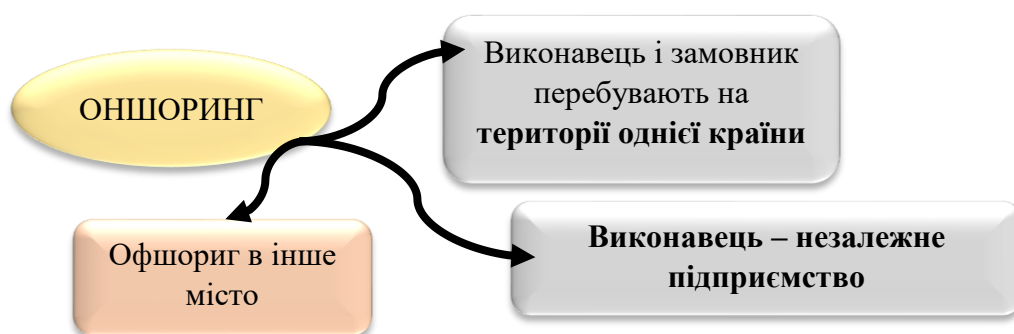 ОНШОРИНГ
Виконавець і замовник
перебувають на
території однієї країни
Офшориг в інше
місто
Виконавець – незалежне
підприємство